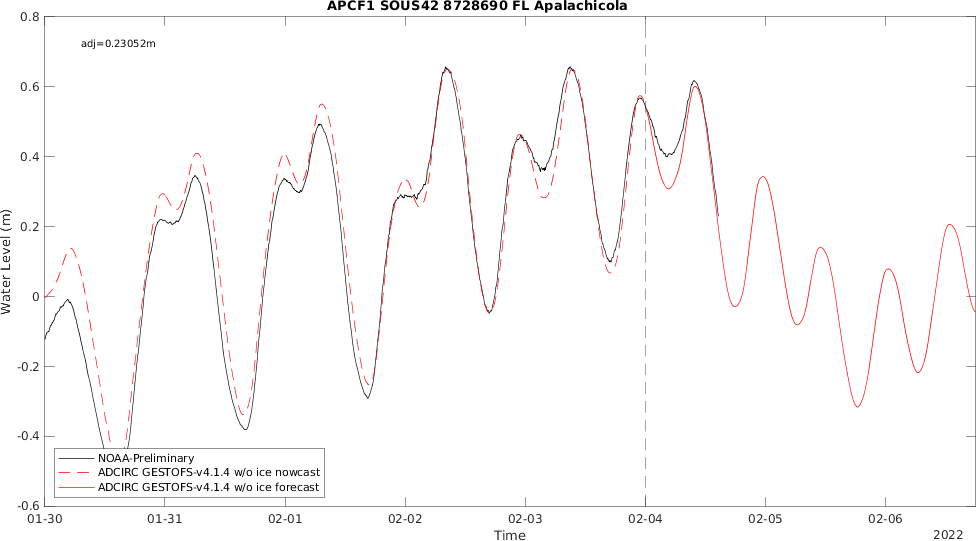 APCF1 SOUS42 8728690 FL Apalachicola
adj=0.23052m
Water Level (m)
0.8
0.6
0.4
0.2
0
-0.2
-0.4
-0.6
NOAA-Preliminary
ADCIRC GESTOFS-v4.1.4 w/o ice nowcast
ADCIRC GESTOFS-v4.1.4 w/o ice forecast
01-30 01-31 02-01 02-02 02-03 02-04 02-05 02-06
Time
2022